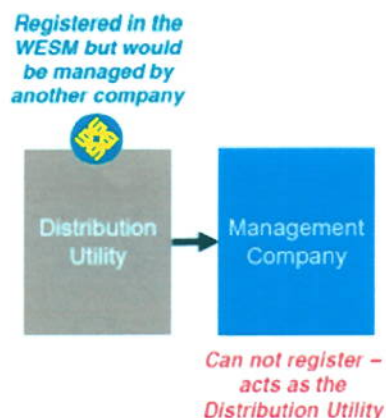 Registered in the
WESM but would
be managed by
another company
Distribution
Utility
Management
Company
Can not register –
acts as the
Distribution Utility